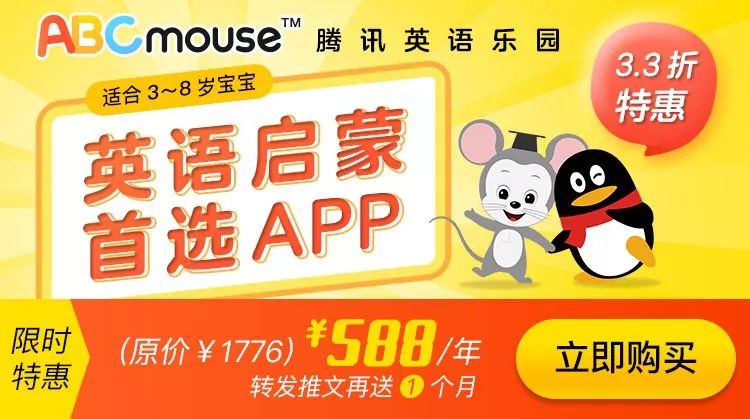 ABCmouse™ 腾讯英语乐园
适合 3～8 岁宝宝
3.3 折
特惠
英语启蒙
首选APP
限时
特惠
(原价￥1776) ￥588/年
转发推文再送 1 个月
立即购买